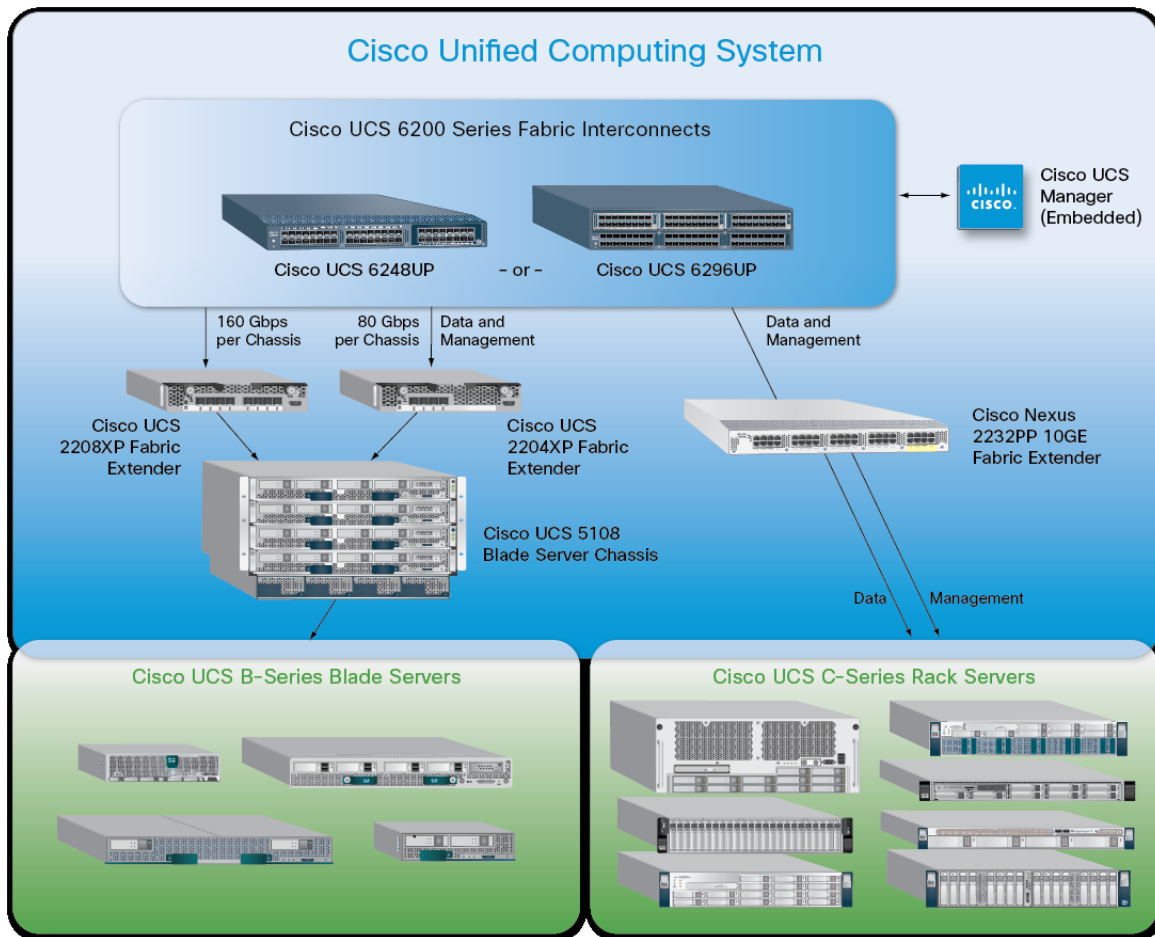 Cisco Unified Computing System
Cisco UCS 6200 Series Fabric Interconnects
Cisco UCS 6248UP
- or -
Cisco UCS 6296UP
CISCO
Cisco UCS
Manager
(Embedded)
160 Gbps
per Chassis
80 Gbps
per Chassis
Data and
Management
Data and
Management
Cisco UCS
2208XP Fabric
Extender
Cisco UCS
2204XP Fabric
Extender
Cisco Nexus
2232PP 10GE
Fabric Extender
Cisco UCS 5108
Blade Server Chassis
Data
Management
Cisco UCS B-Series Blade Servers
Cisco UCS C-Series Rack Servers